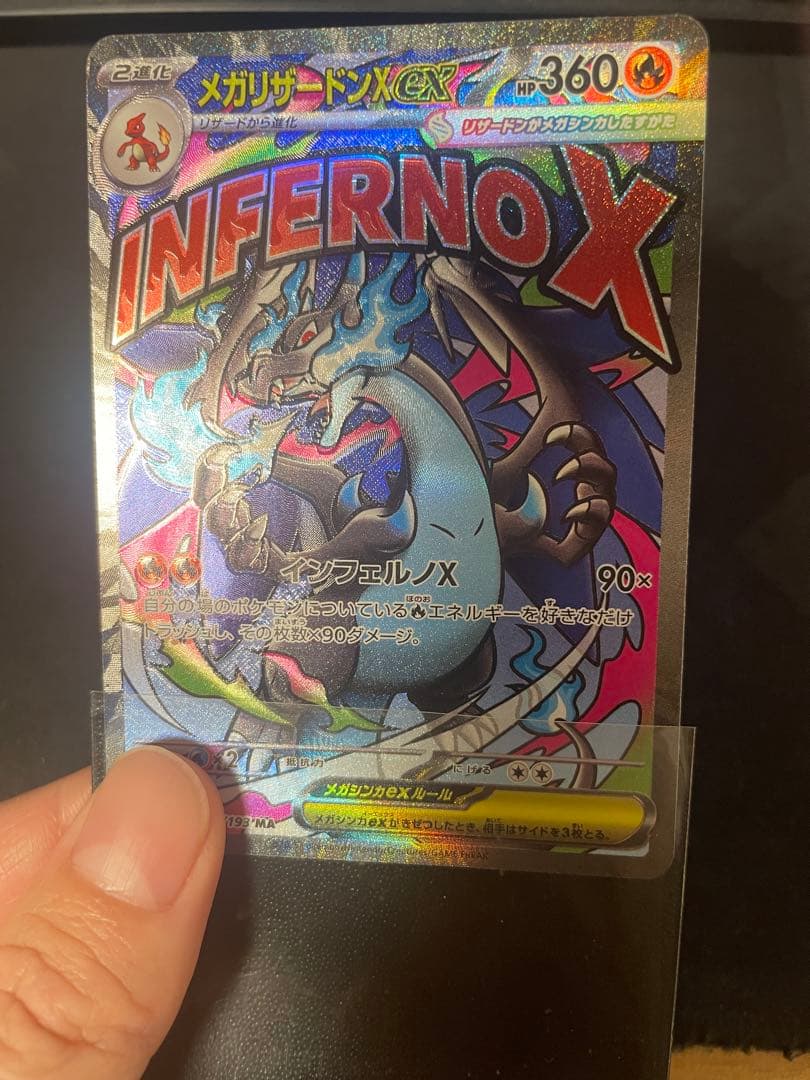 2進化
メガリザードンXex
HP360
リザードから進化
リザードンがメガシンカしたすがた
INFERNO X
インフェルノX 90×
自分の場のポケモンについているエネルギーを好きなだけ
トラッシュし、その枚数×90ダメージ。
×2 抵抗力 にげる
メガシンカexルール
メガシンカexがきぜつしたとき、相手はサイドを3枚とる。
/193 MA
Creatures/GAME FREAK